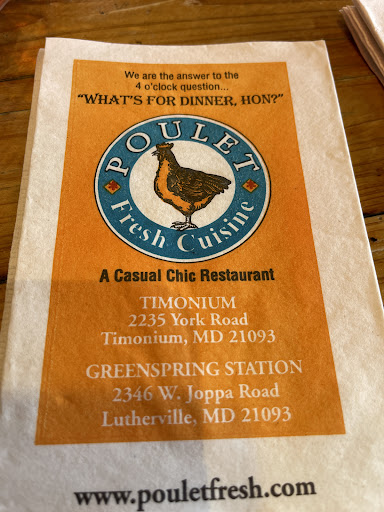 We are the answer to the
4 o'clock question...
"WHAT'S FOR DINNER, HON?"
POULET
Fresh Cuisine
A Casual Chic Restaurant
TIMONIUM
2235 York Road
Timonium, MD 21093
GREENSPRING STATION
2346 W. Joppa Road
Lutherville, MD 21093
www.pouletfresh.com